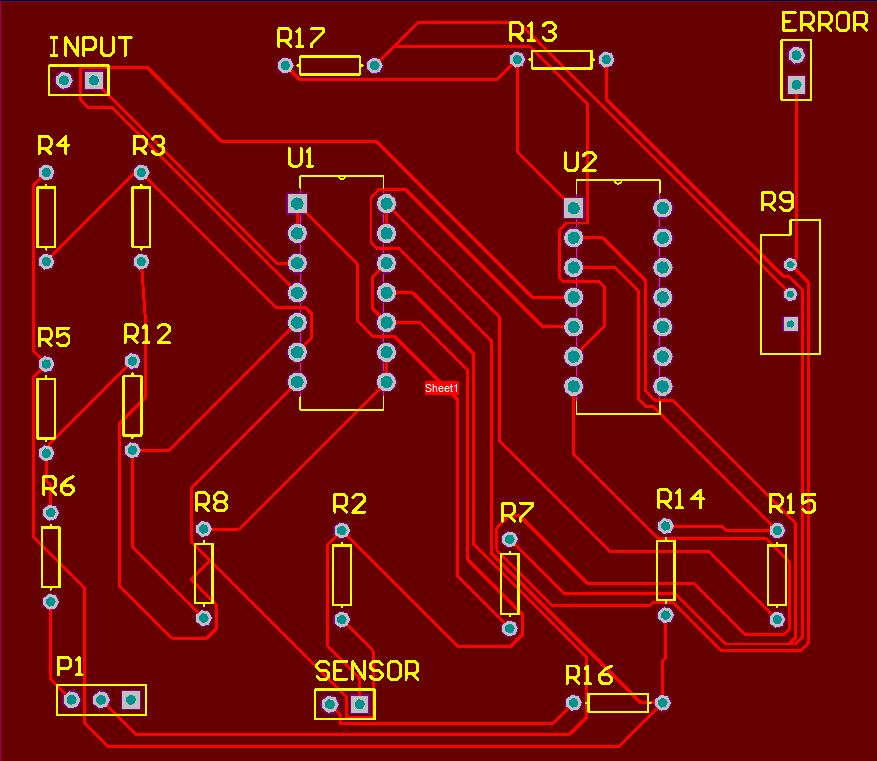 ERROR
R13
R17
INPUT
R4
R3
U1
U2
R9
R5
R12
Sheet1
R6
R8
R2
R7
R14
R15
P1
SENSOR
R16